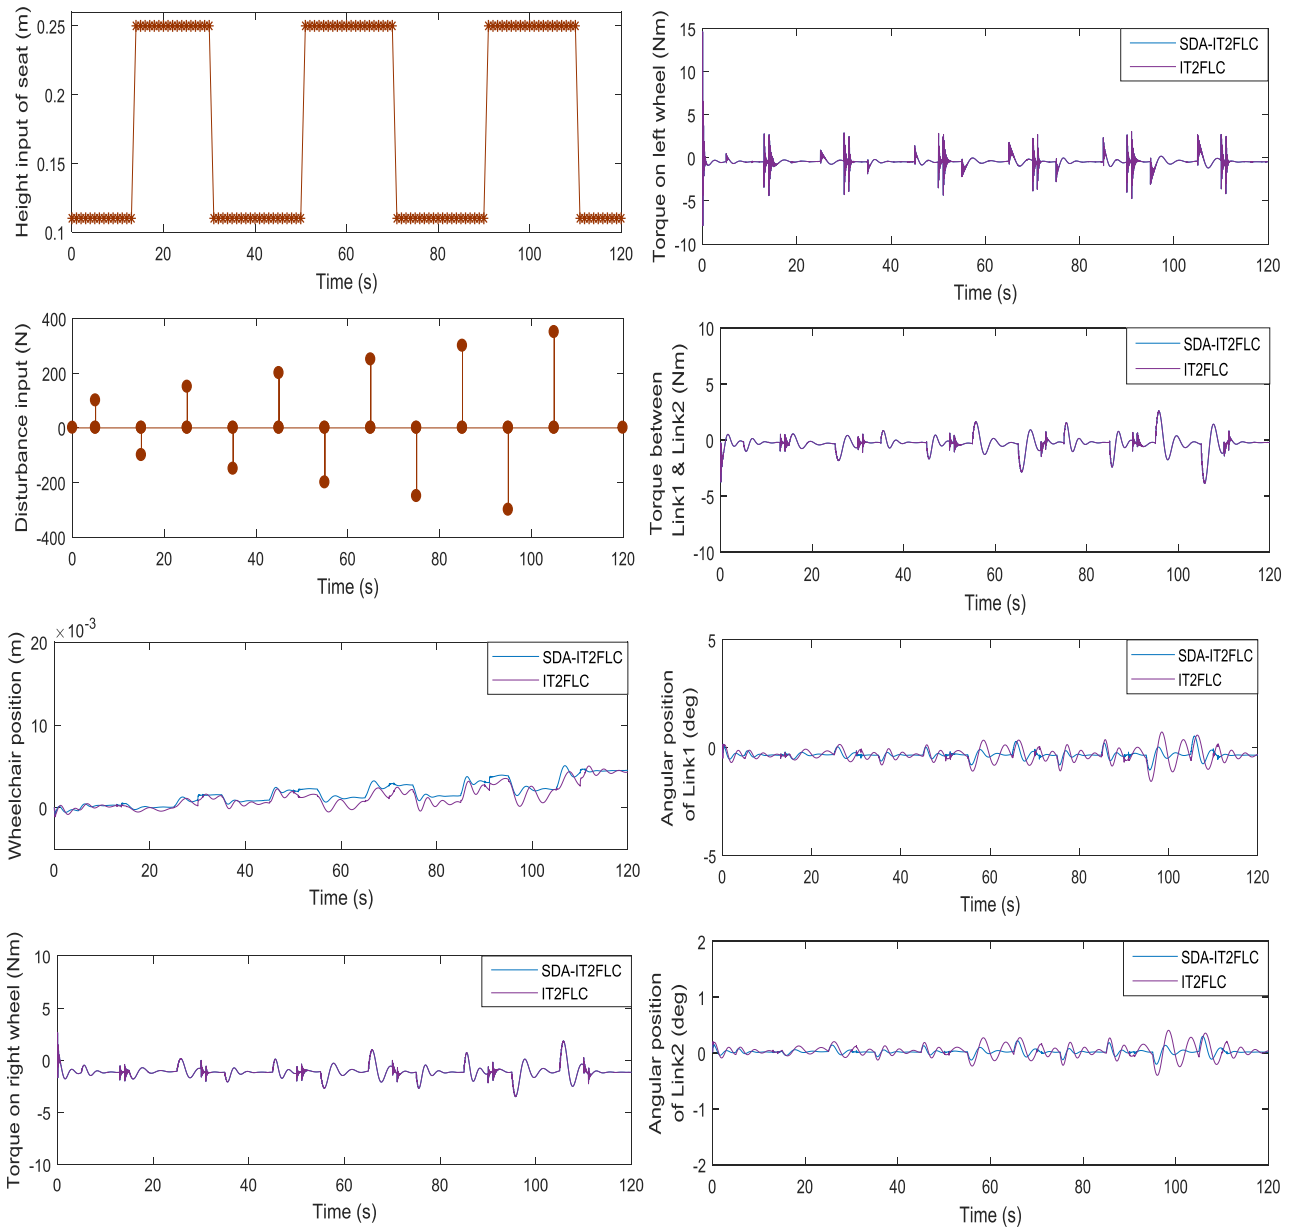 Height input of seat (m)
0.25
0.2
0.15
0.1
0 20 40 60 80 100 120
Time (s)
Torque on left wheel (Nm)
15
10
5
0
-5
-10
SDA-IT2FLC
IT2FLC
0 20 40 60 80 100 120
Time (s)
Disturbance input (N)
400
200
0
-200
-400
0 20 40 60 80 100 120
Time (s)
Torque between
Link1 & Link2 (Nm)
10
5
0
-5
-10
SDA-IT2FLC
IT2FLC
0 20 40 60 80 100 120
Time (s)
Wheelchair position (m)
×10-3
20
10
0
SDA-IT2FLC
IT2FLC
0 20 40 60 80 100 120
Time (s)
Angular position
of Link1 (deg)
5
0
-5
SDA-IT2FLC
IT2FLC
0 20 40 60 80 100 120
Time (s)
Torque on right wheel (Nm)
10
5
0
-5
-10
SDA-IT2FLC
IT2FLC
0 20 40 60 80 100 120
Time (s)
Angular position
of Link2 (deg)
2
1
0
-1
-2
SDA-IT2FLC
IT2FLC
0 20 40 60 80 100 120
Time (s)